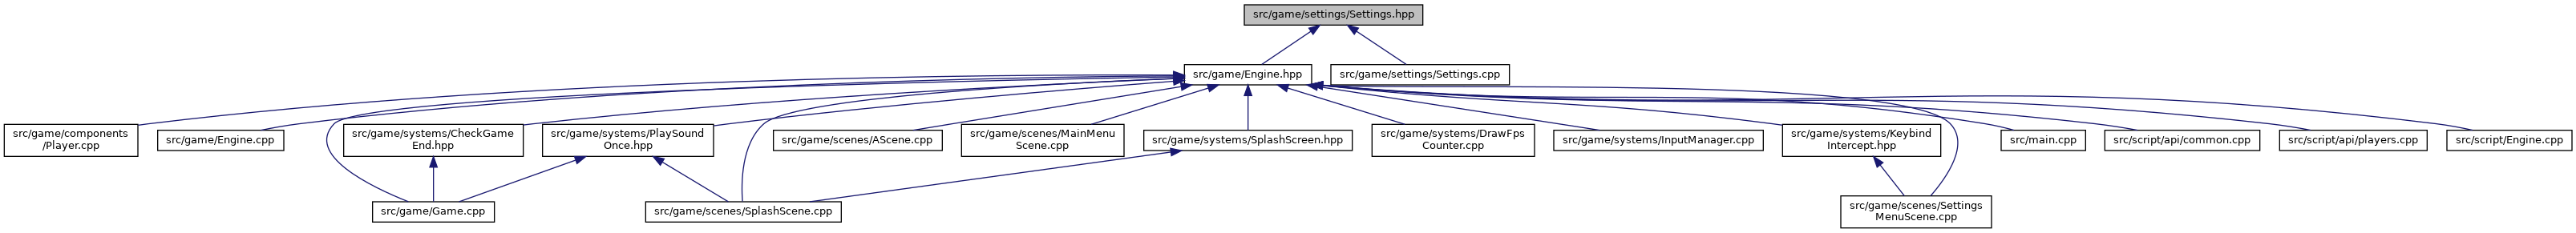 src/game/settings/Settings.hpp
src/game/Engine.hpp
src/game/settings/Settings.cpp
src/game/components
/Player.cpp
src/game/Engine.cpp
src/game/systems/CheckGame
End.hpp
src/game/systems/PlaySound
Once.hpp
src/game/scenes/AScene.cpp
src/game/scenes/MainMenu
Scene.cpp
src/game/systems/SplashScreen.hpp
src/game/systems/DrawFps
Counter.cpp
src/game/systems/InputManager.cpp
src/game/systems/Keybind
Intercept.hpp
src/main.cpp
src/script/api/common.cpp
src/script/api/players.cpp
src/script/Engine.cpp
src/game/Game.cpp
src/game/scenes/SplashScene.cpp
src/game/scenes/Settings
MenuScene.cpp